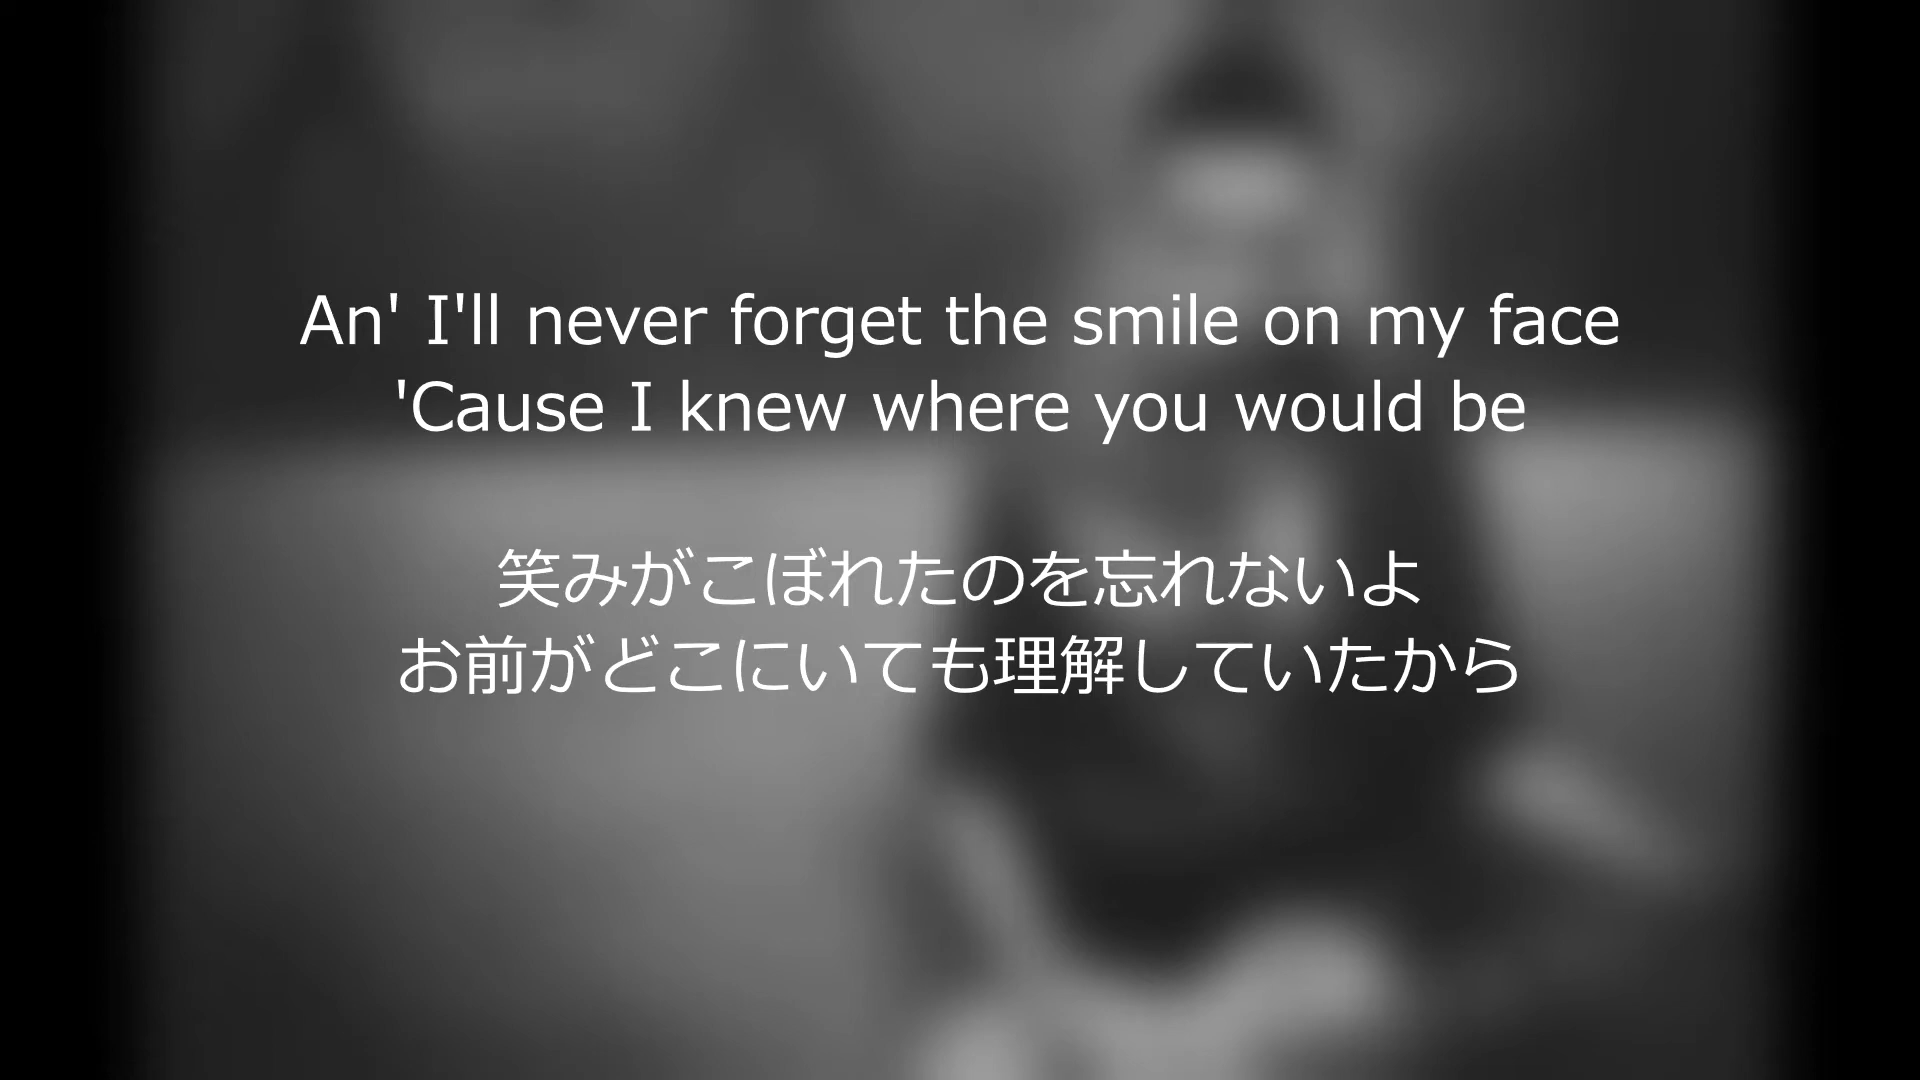 An' I'll never forget the smile on my face
'Cause I knew where you would be
笑みがこぼれたのを忘れないよ
お前がどこにいても理解していたから